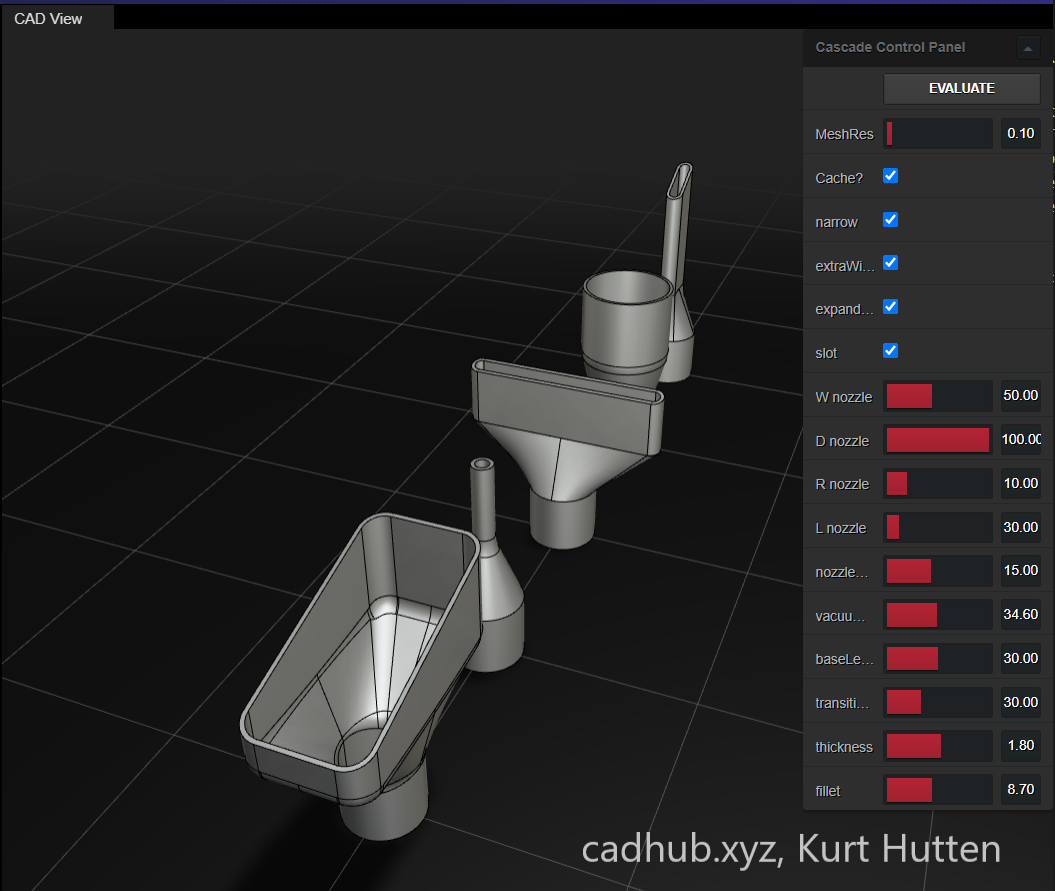 CAD View
Cascade Control Panel
EVALUATE
MeshRes 0.10
Cache?
narrow
extraWi...
expand...
slot
W nozzle 50.00
D nozzle 100.00
R nozzle 10.00
L nozzle 30.00
nozzle... 15.00
vacuu... 34.60
baseLe... 30.00
transiti... 30.00
thickness 1.80
fillet 8.70
cadhub.xyz, Kurt Hutten